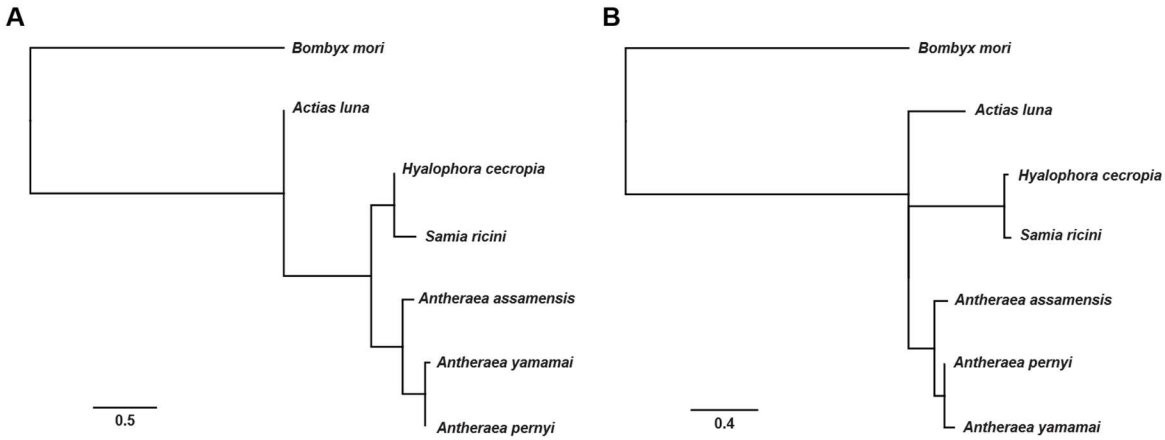 A
Bombyx mori
Actias luna
Hyalophora cecropia
Samia ricini
Antheraea assamensis
Antheraea yamamai
Antheraea pernyi
0.5
B
Bombyx mori
Actias luna
Hyalophora cecropia
Samia ricini
Antheraea assamensis
Antheraea pernyi
Antheraea yamamai
0.4